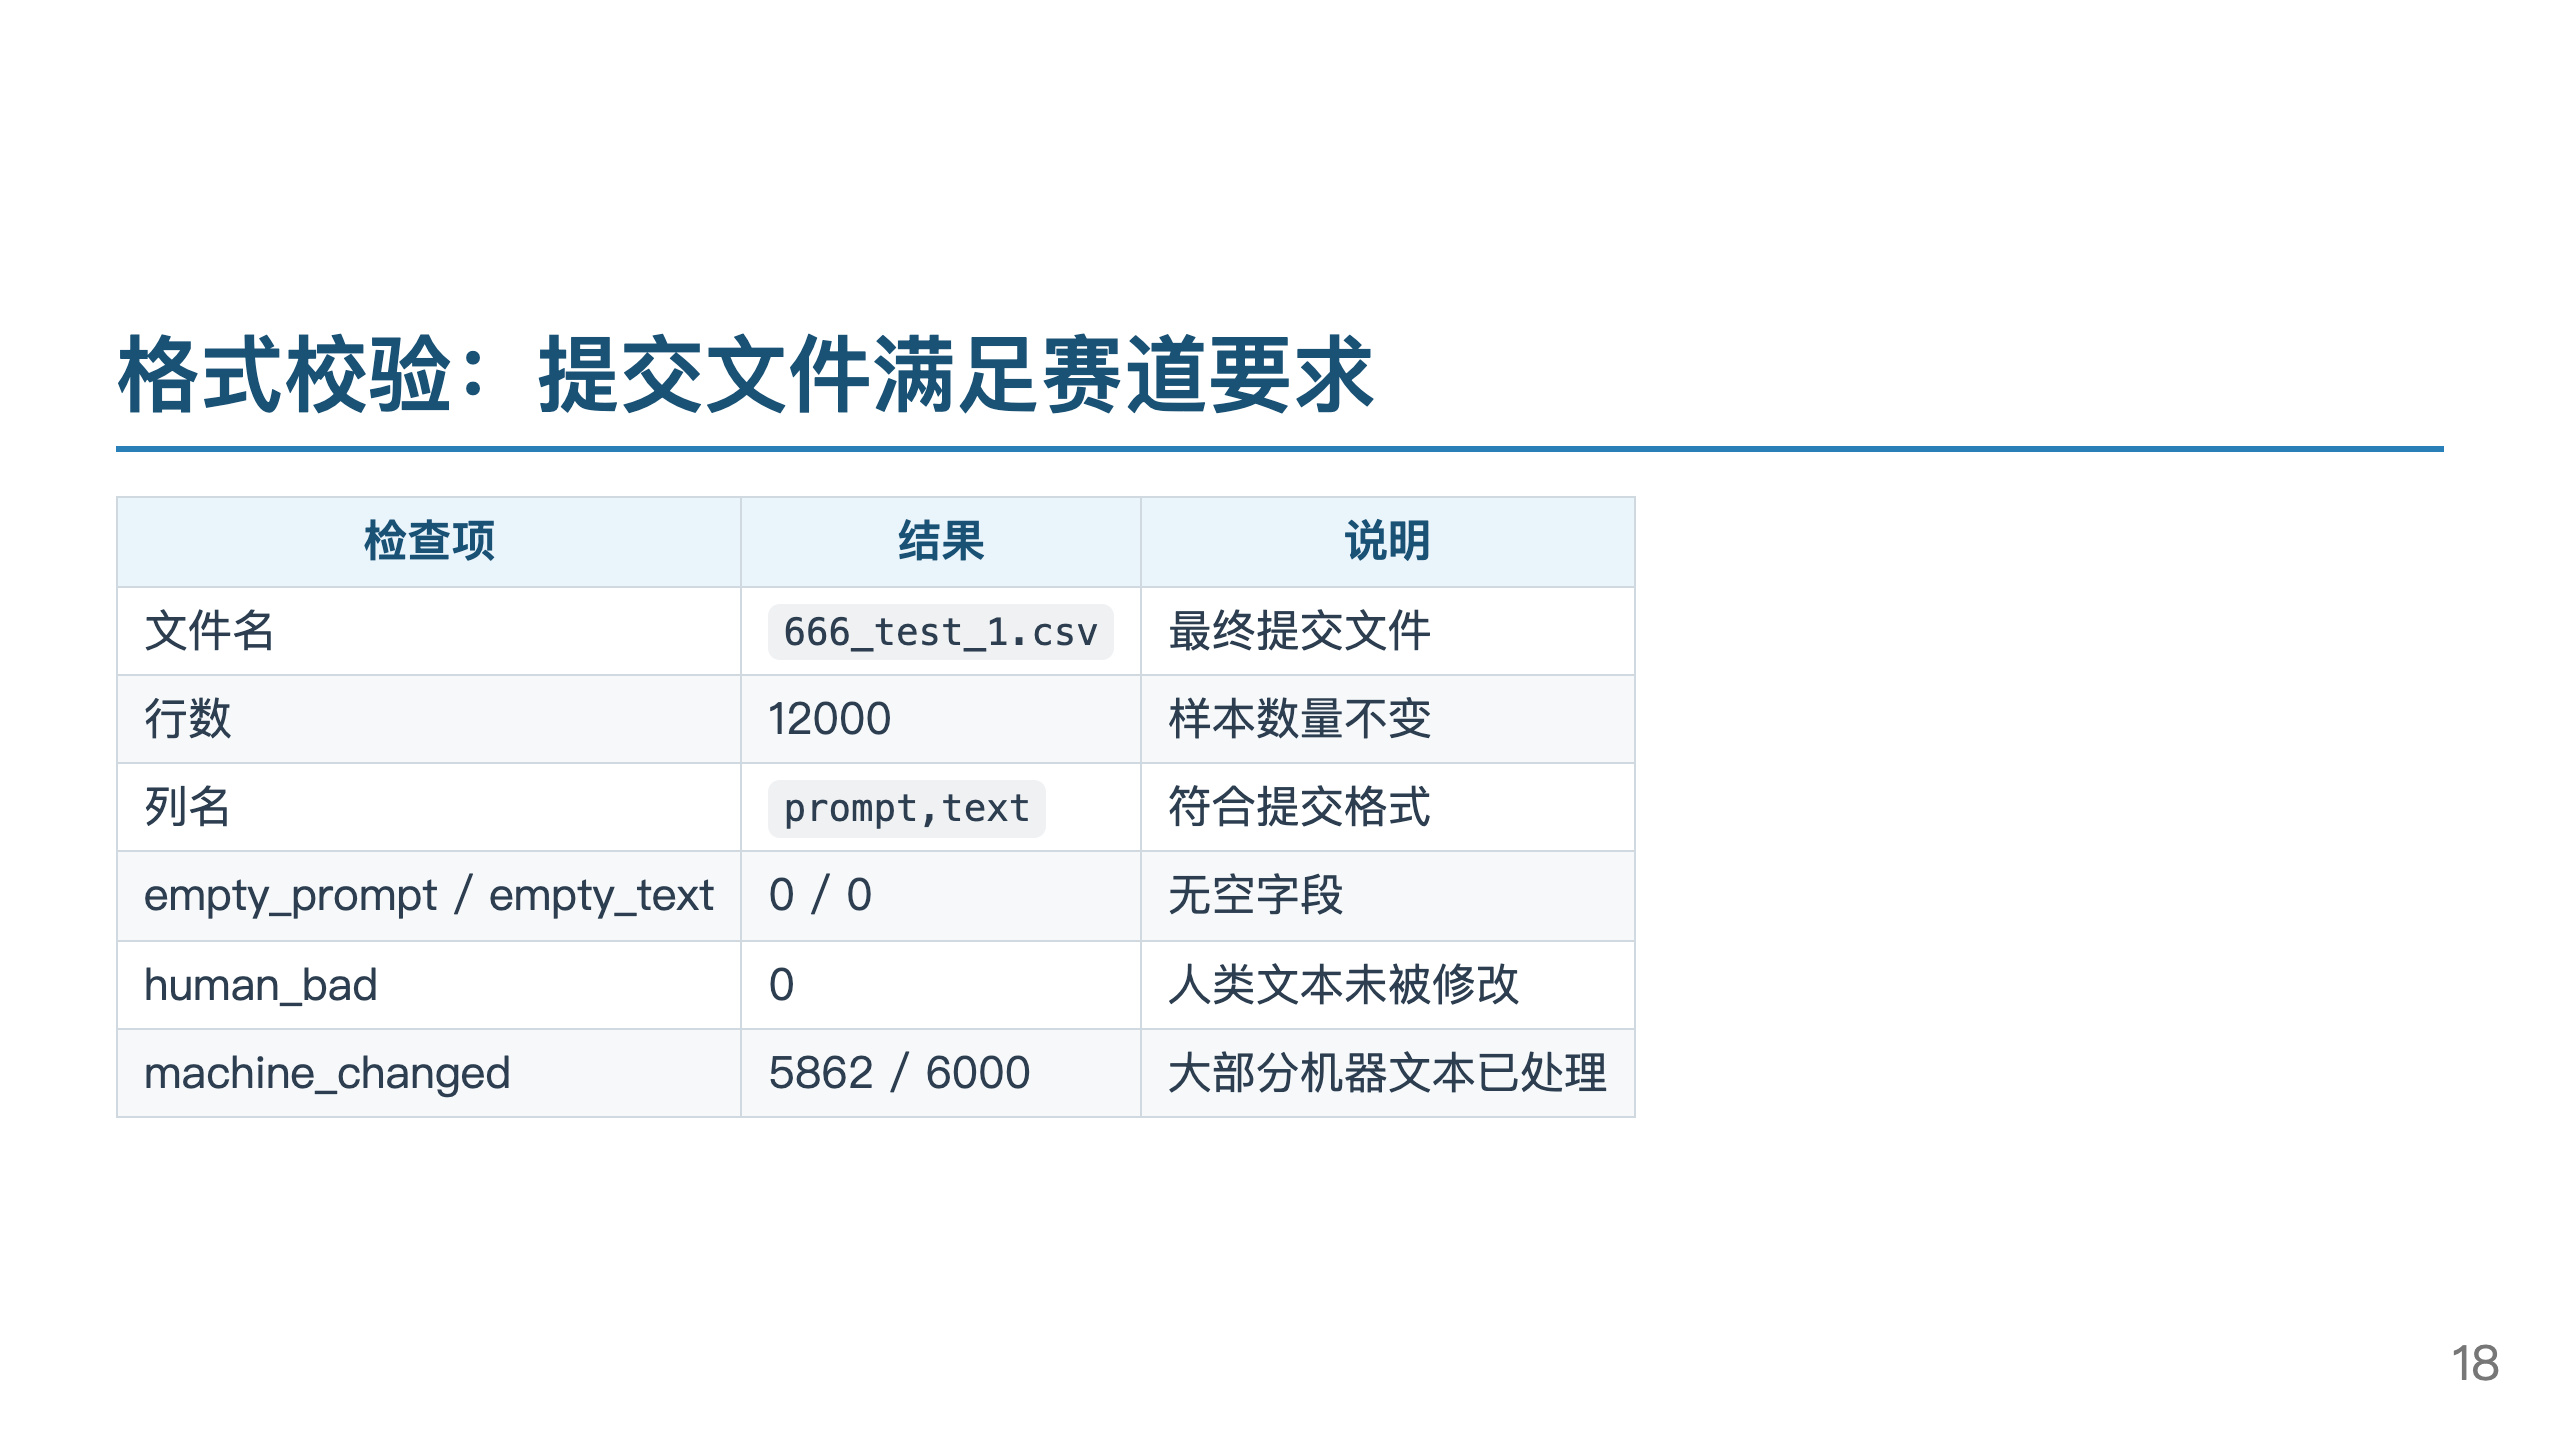 格式校验：提交文件满足赛道要求
检查项 结果 说明
文件名 666_test_1.csv 最终提交文件
行数 12000 样本数量不变
列名 prompt,text 符合提交格式
empty_prompt / empty_text 0 / 0 无空字段
human_bad 0 人类文本未被修改
machine_changed 5862 / 6000 大部分机器文本已处理
18